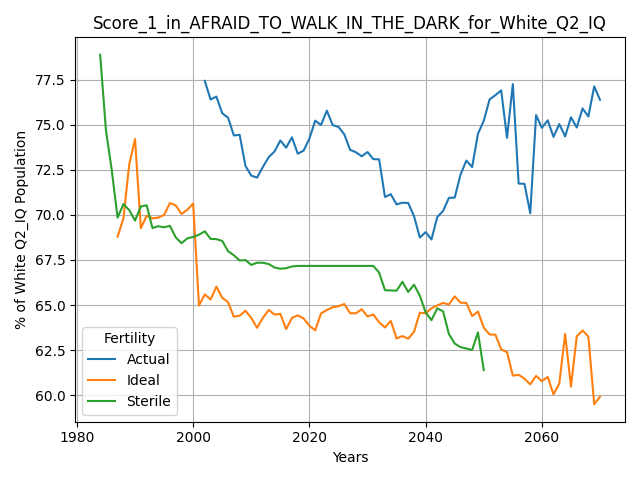 Score_1_in_AFRAID_TO_WALK_IN_THE_DARK_for_White_Q2_IQ
% of White Q2_IQ Population
77.5
75.0
72.5
70.0
67.5
65.0
62.5
60.0
Fertility
Actual
Ideal
Sterile
1980 2000 2020 2040 2060
Years